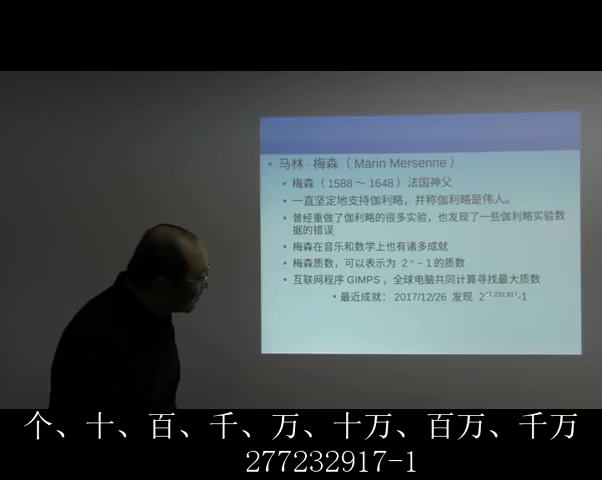 • 马林 · 梅森（ Marin Mersenne ）
• 梅森（ 1588 ～ 1648 ）法国神父
• 一直坚定地支持伽利略，并称伽利略是伟人。
• 曾经重做了伽利略的很多实验，也发现了一些伽利略实验数
据的错误
• 梅森在音乐和数学上也有诸多成就
• 梅森质数，可以表示为 2ⁿ − 1 的质数
• 互联网程序 GIMPS ，全球电脑共同计算寻找最大质数
• 最近成就： 2017/12/26 发现 2^77,232,917-1
个、十、百、千、万、十万、百万、千万
277232917-1